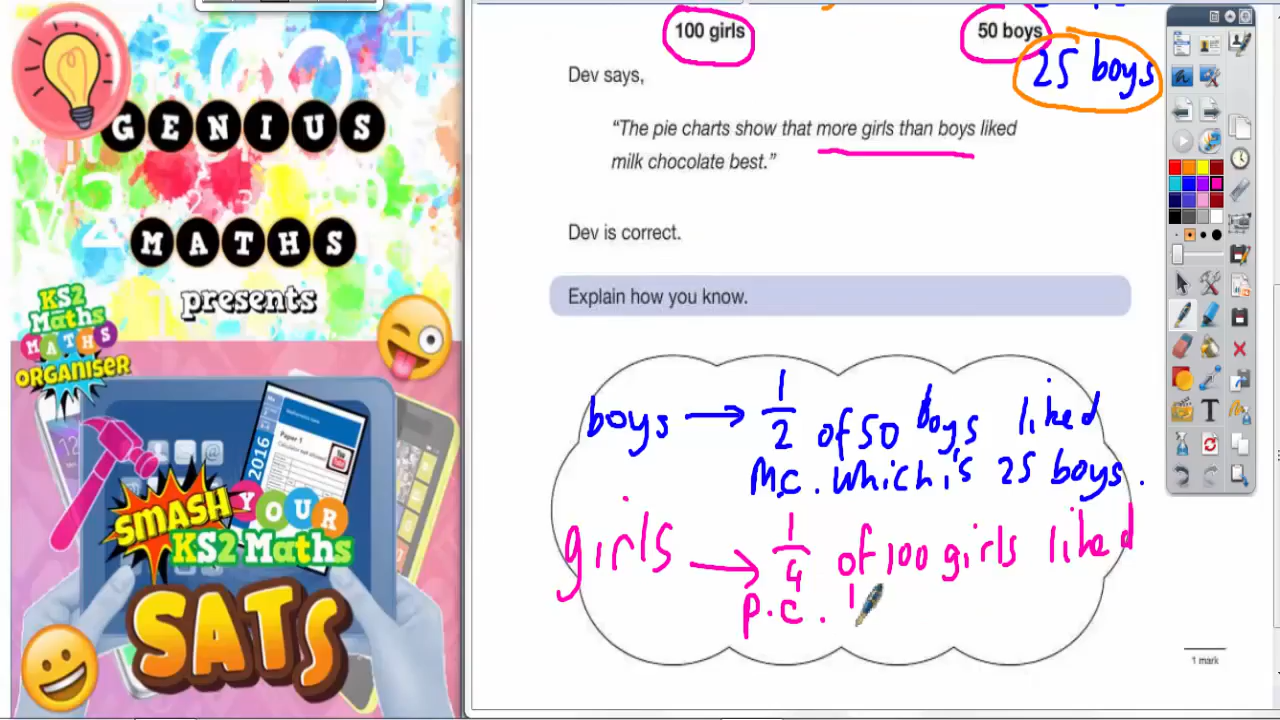 GENIUS
MATHS
presents
KS2
Maths
MATHS
ORGANISER
2016
Paper 1
You
Tube
SMASH YOUR
KS2 Maths
SATS
100 girls
50 boys
25 boys
Dev says,
"The pie charts show that more girls than boys liked
milk chocolate best."
Dev is correct.
Explain how you know.
boys → 1/2 of 50 boys liked
M.C. which is 25 boys.
girls → 1/4 of 100 girls liked
p.c.
1 mark